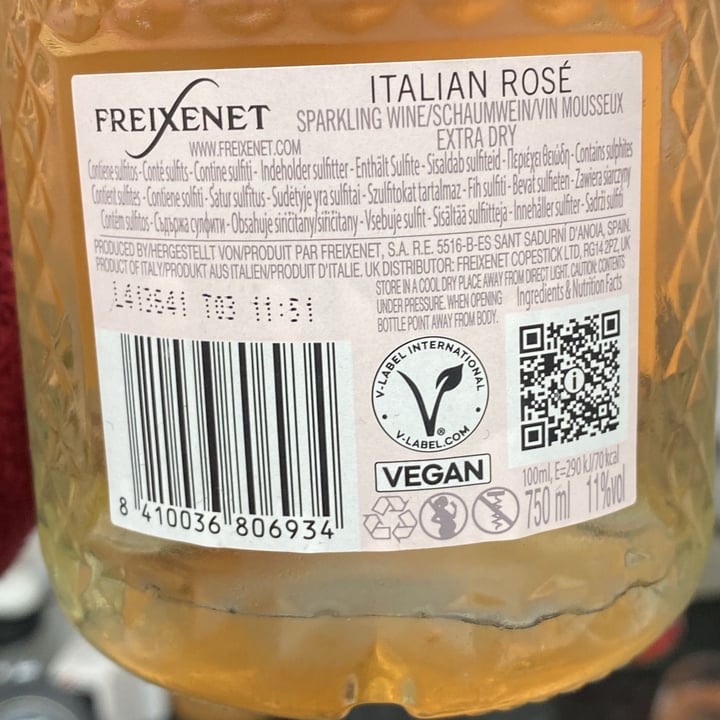 FREIXENET
WWW.FREIXENET.COM
ITALIAN ROSÉ
SPARKLING WINE/SCHAUMWEIN/VIN MOUSSEUX
EXTRA DRY
Contiene sulfitos - Conté sulfits - Contine sulfiti - Indeholder sulfitter - Enthält Sulfite - Sisaldab sulfiteid - Περιέχει θειώδη - Contains sulphites
Contient sulfites - Contiene solfiti - Satur sulfītus - Sudėtyje yra sulfitai - Szulfitokat tartalmaz - Fih sulfiti - Bevat sulfieten - Zawiera siarczyny
Contém sulfitos - Съдържа сулфити - Obsahuje siričitany/siřičitany - Vsebuje sulfit - Sisältää sulfiitteja - Innehåller sulfiter - Sadrži sulfit
PRODUCED BY/HERGESTELLT VON/PRODUIT PAR FREIXENET, S.A. R.E. 5516-B-ES SANT SADURNÍ D'ANOIA, SPAIN.
PRODUCT OF ITALY/PRODUKT AUS ITALIEN/PRODUIT D'ITALIE. UK DISTRIBUTOR: FREIXENET COPESTICK LTD, RG14 2PZ, UK
STORE IN A COOL DRY PLACE AWAY FROM DIRECT LIGHT. CAUTION: CONTENTS
UNDER PRESSURE. WHEN OPENING
BOTTLE POINT AWAY FROM BODY.
Ingredients & Nutrition Facts
L413641 T03 11:51
V-LABEL INTERNATIONAL
V-LABEL.COM
VEGAN
8 410036 806934
100ml, E=290 kJ/70 kcal
750 ml 11%vol